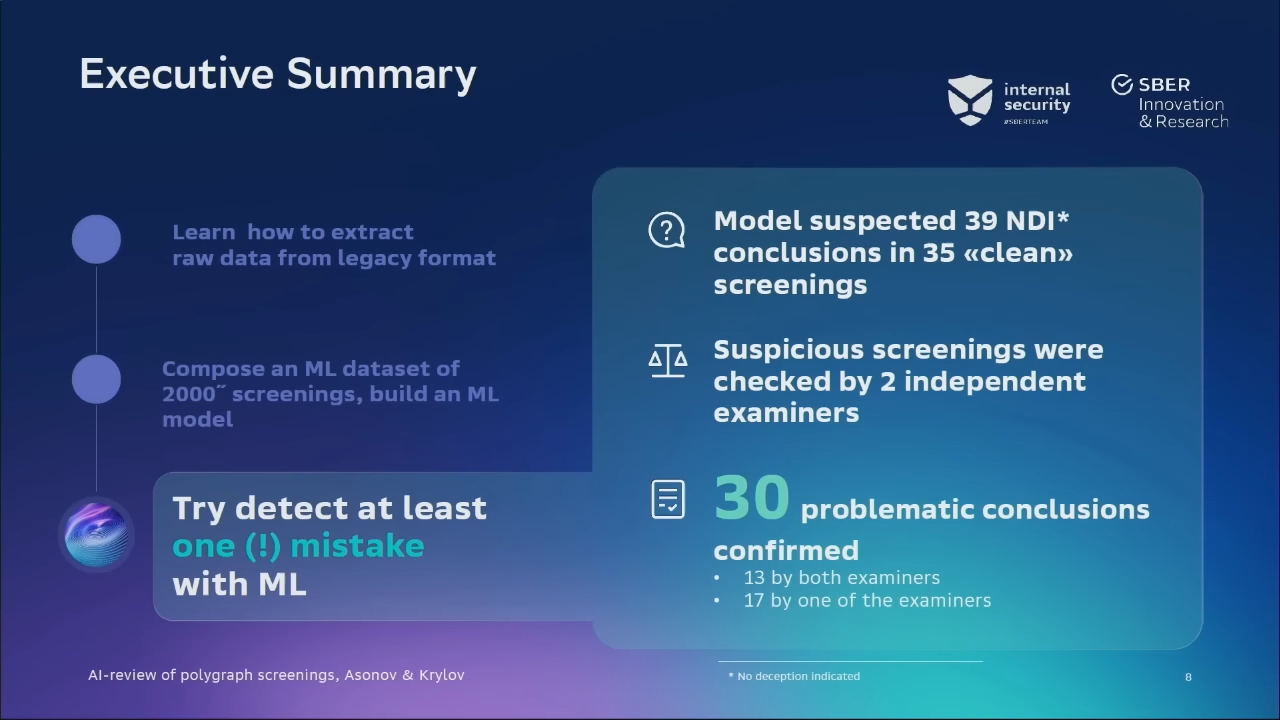 Executive Summary
internal
security
#SBERTEAM
SBER
Innovation
& Research
Learn  how to extract
raw data from legacy format
Compose an ML dataset of
2000˝ screenings, build an ML
model
Try detect at least
one (!) mistake
with ML
Model suspected 39 NDI*
conclusions in 35 «clean»
screenings
Suspicious screenings were
checked by 2 independent
examiners
30 problematic conclusions
confirmed
• 13 by both examiners
• 17 by one of the examiners
AI-review of polygraph screenings, Asonov & Krylov
* No deception indicated
8